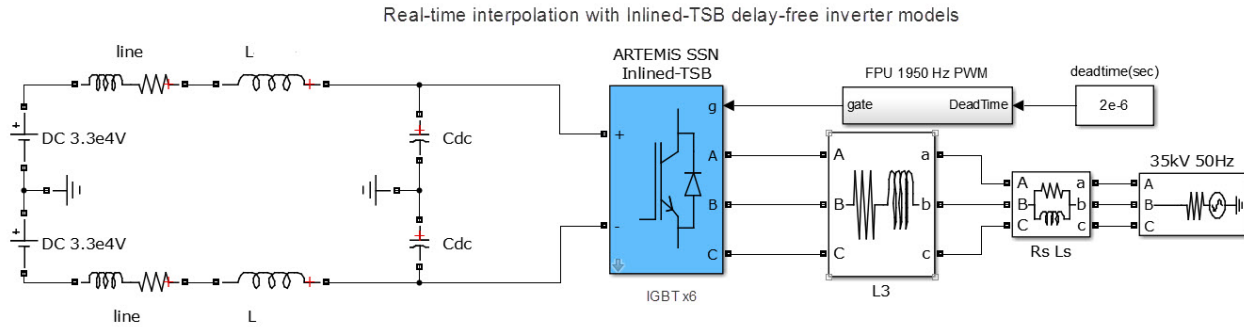 Real-time interpolation with Inlined-TSB delay-free inverter models
line
L
ARTEMiS SSN
Inlined-TSB
FPU 1950 Hz PWM
deadtime(sec)
g
gate
DeadTime
2e-6
+
DC 3.3e4V
Cdc
+
A
B
C
A
B
C
a
b
c
35kV 50Hz
A
B
C
a
b
c
A
B
C
+
DC 3.3e4V
Cdc
-
Rs Ls
line
L
IGBT x6
L3